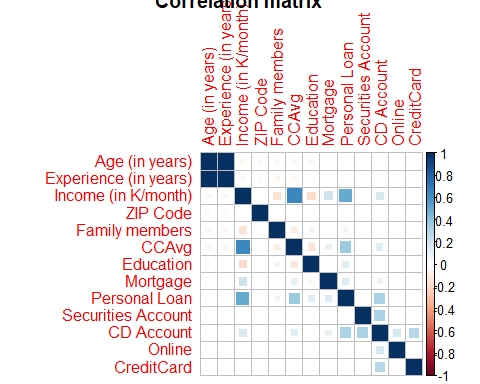 Correlation matrix
Age (in years)
Experience (in years)
Income (in K/month)
ZIP Code
Family members
CCAvg
Education
Mortgage
Personal Loan
Securities Account
CD Account
Online
CreditCard
Age (in years)
Experience (in years)
Income (in K/month)
ZIP Code
Family members
CCAvg
Education
Mortgage
Personal Loan
Securities Account
CD Account
Online
CreditCard
1
0.8
0.6
0.4
0.2
0
-0.2
-0.4
-0.6
-0.8
-1